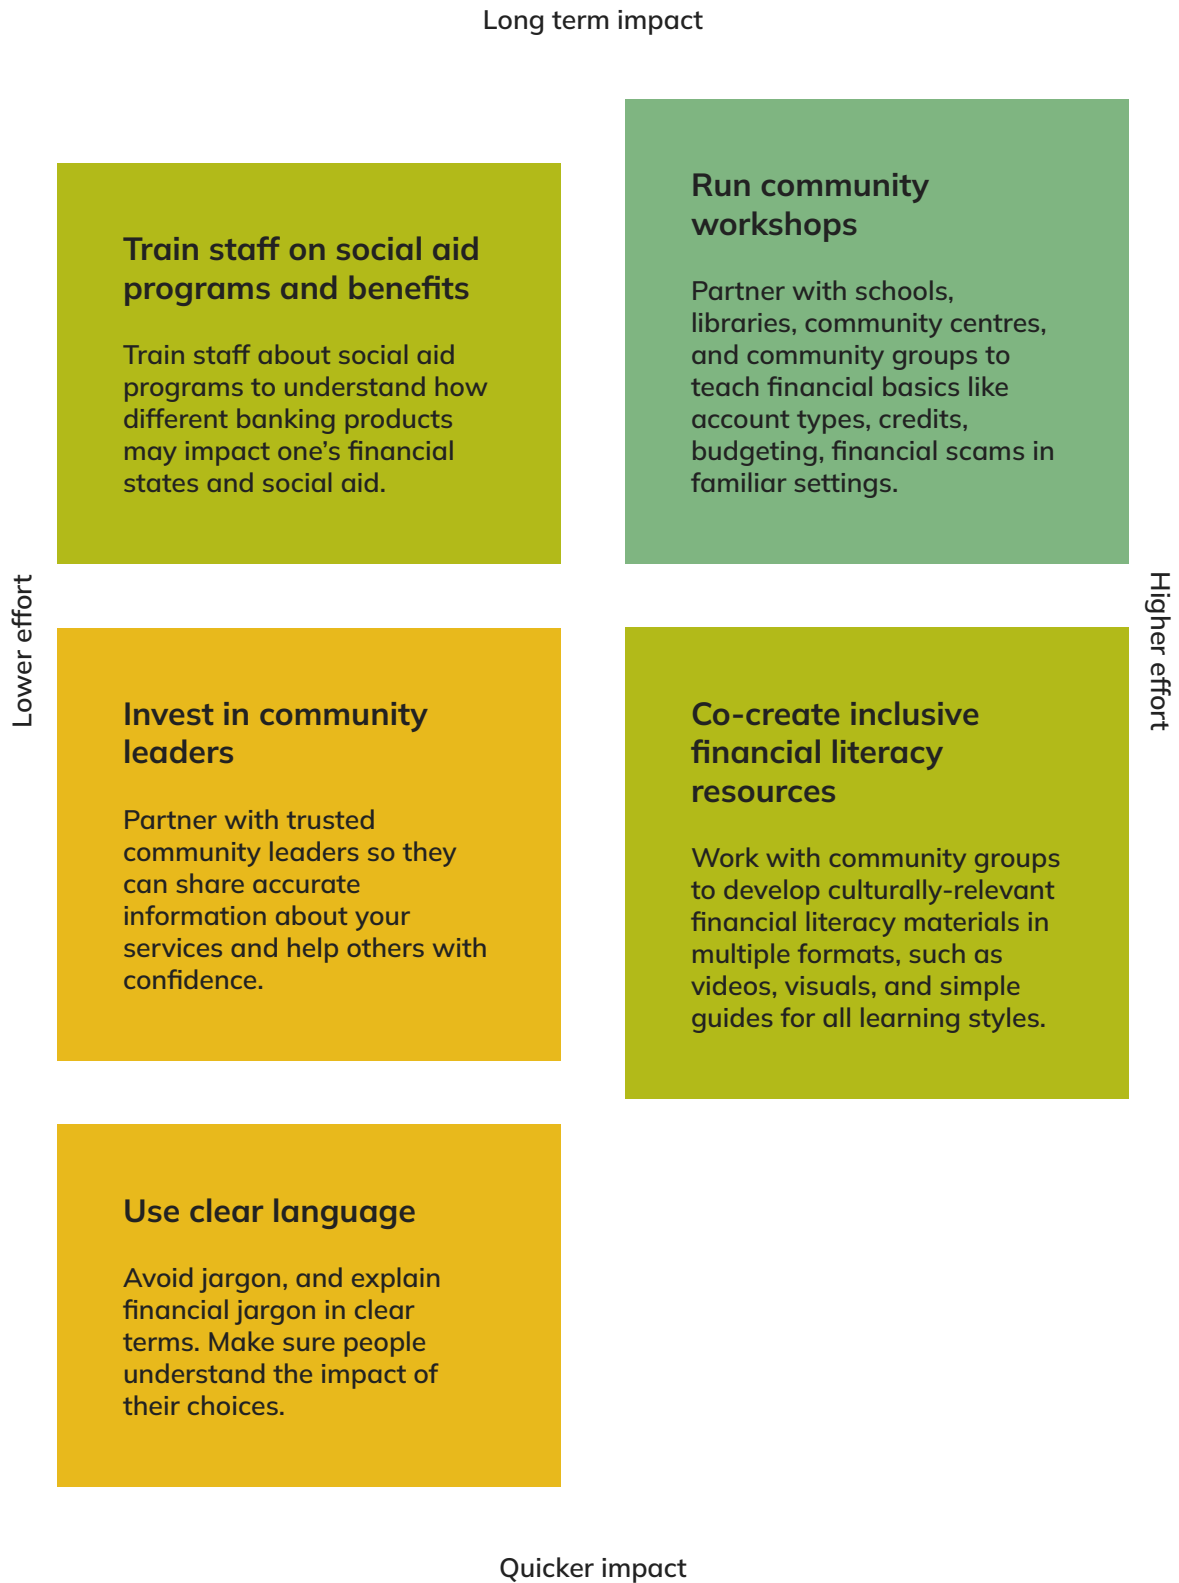 Long term impact
Train staff on social aid
programs and benefits
Train staff about social aid
programs to understand how
different banking products
may impact one’s financial
states and social aid.
Run community
workshops
Partner with schools,
libraries, community centres,
and community groups to
teach financial basics like
account types, credits,
budgeting, financial scams in
familiar settings.
Lower effort
Higher effort
Invest in community
leaders
Partner with trusted
community leaders so they
can share accurate
information about your
services and help others with
confidence.
Co-create inclusive
financial literacy
resources
Work with community groups
to develop culturally-relevant
financial literacy materials in
multiple formats, such as
videos, visuals, and simple
guides for all learning styles.
Use clear language
Avoid jargon, and explain
financial jargon in clear
terms. Make sure people
understand the impact of
their choices.
Quicker impact